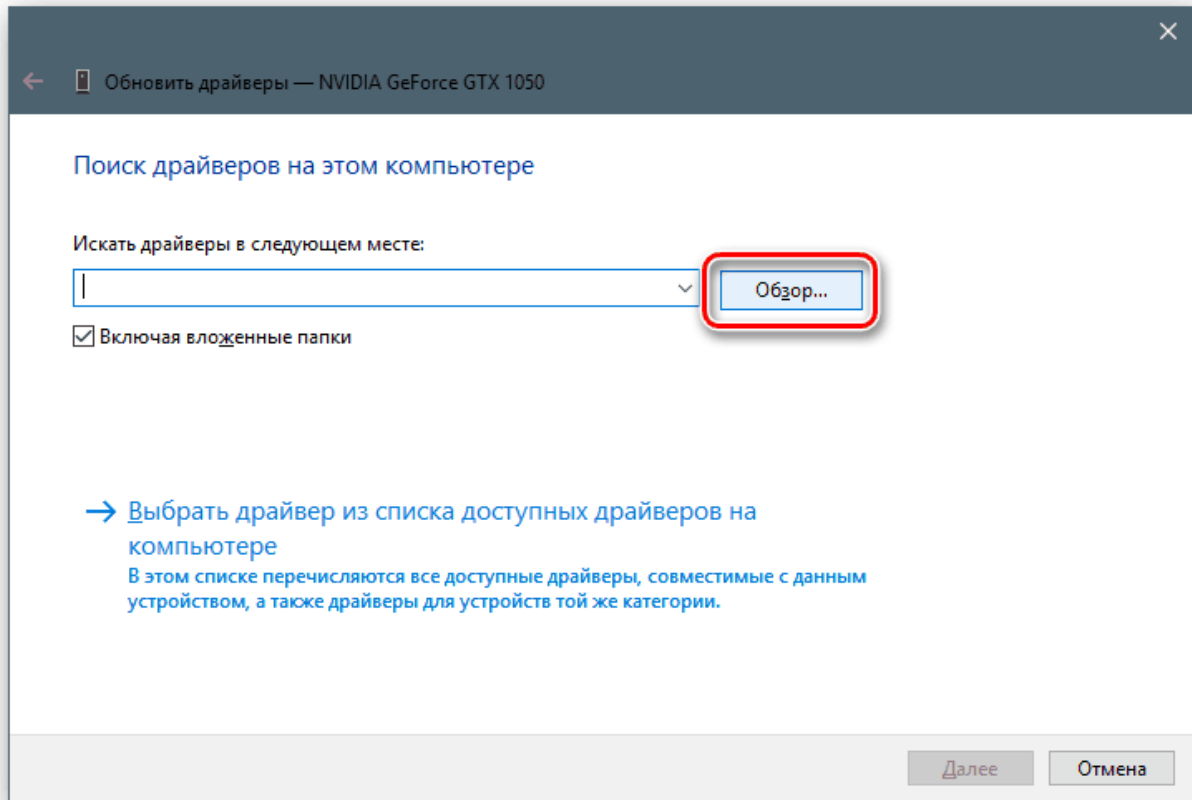 Обновить драйверы — NVIDIA GeForce GTX 1050
Поиск драйверов на этом компьютере
Искать драйверы в следующем месте:
Обзор...
Включая вложенные папки
Выбрать драйвер из списка доступных драйверов на
компьютере
В этом списке перечисляются все доступные драйверы, совместимые с данным
устройством, а также драйверы для устройств той же категории.
Далее
Отмена